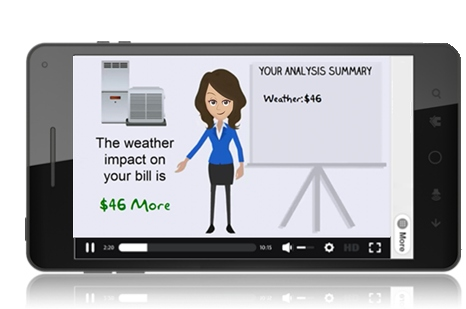 YOUR ANALYSIS SUMMARY
Weather:$46
The weather
impact on
your bill is
$46 More
2:20
10:15
HD
More